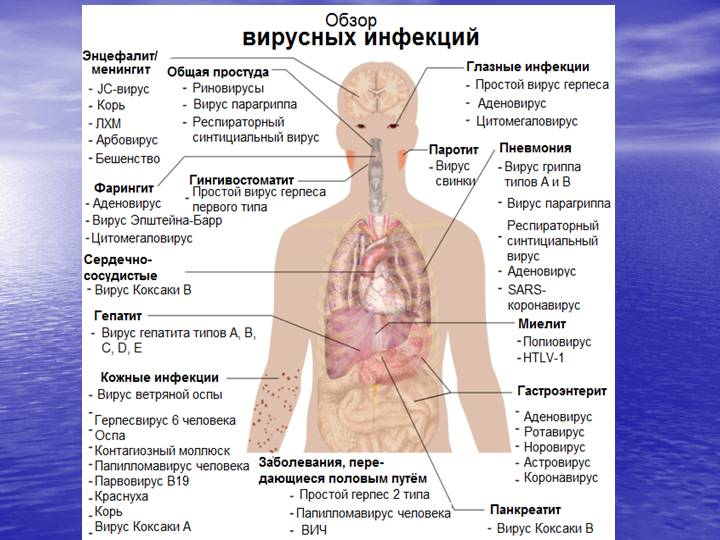 Обзор
вирусных инфекций
Энцефалит/
менингит
- JC-вирус
- Корь
- ЛХМ
- Арбовирус
- Бешенство
Общая простуда
- Риновирусы
- Вирус парагриппа
- Респираторный
синтициальный вирус
Глазные инфекции
- Простой вирус герпеса
- Аденовирус
- Цитомегаловирус
Паротит
- Вирус
свинки
Пневмония
- Вирус гриппа
типов А и В
- Вирус парагриппа
- Респираторный
синтициальный
вирус
- Аденовирус
- SARS-
коронавирус
Гингивостоматит
- Простой вирус герпеса
первого типа
Фарингит
- Аденовирус
- Вирус Эпштейна-Барр
- Цитомегаловирус
Сердечно-
сосудистые
- Вирус Коксаки В
Гепатит
- Вирус гепатита типов А, В,
С, D, Е
Миелит
- Полиовирус
- HTLV-1
Кожные инфекции
- Вирус ветряной оспы
-
- Герпесвирус 6 человека
- Оспа
- Контагиозный моллюск
- Папилломавирус человека
- Парвовирус В19
- Краснуха
- Корь
- Вирус Коксаки А
Гастроэнтерит
- Аденовирус
- Ротавирус
- Норовирус
- Астровирус
- Коронавирус
Заболевания, пере-
дающиеся половым путём
- Простой герпес 2 типа
- Папилломавирус человека
- ВИЧ
Панкреатит
- Вирус Коксаки В